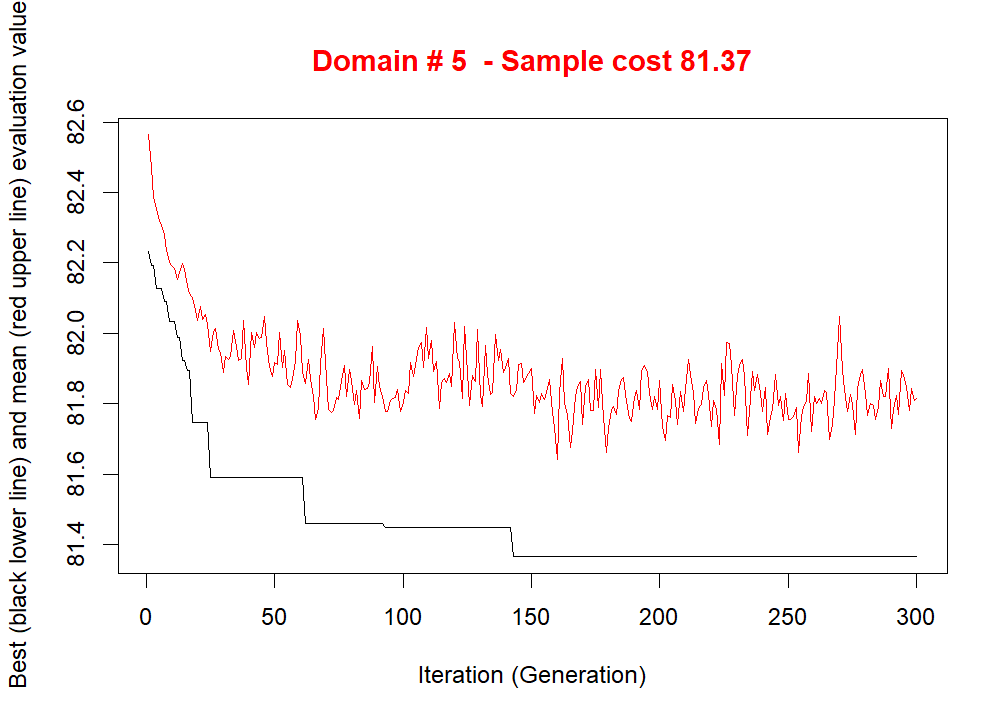 Domain # 5  - Sample cost 81.37
Best (black lower line) and mean (red upper line) evaluation value
82.6
82.4
82.2
82.0
81.8
81.6
81.4
0 50 100 150 200 250 300
Iteration (Generation)